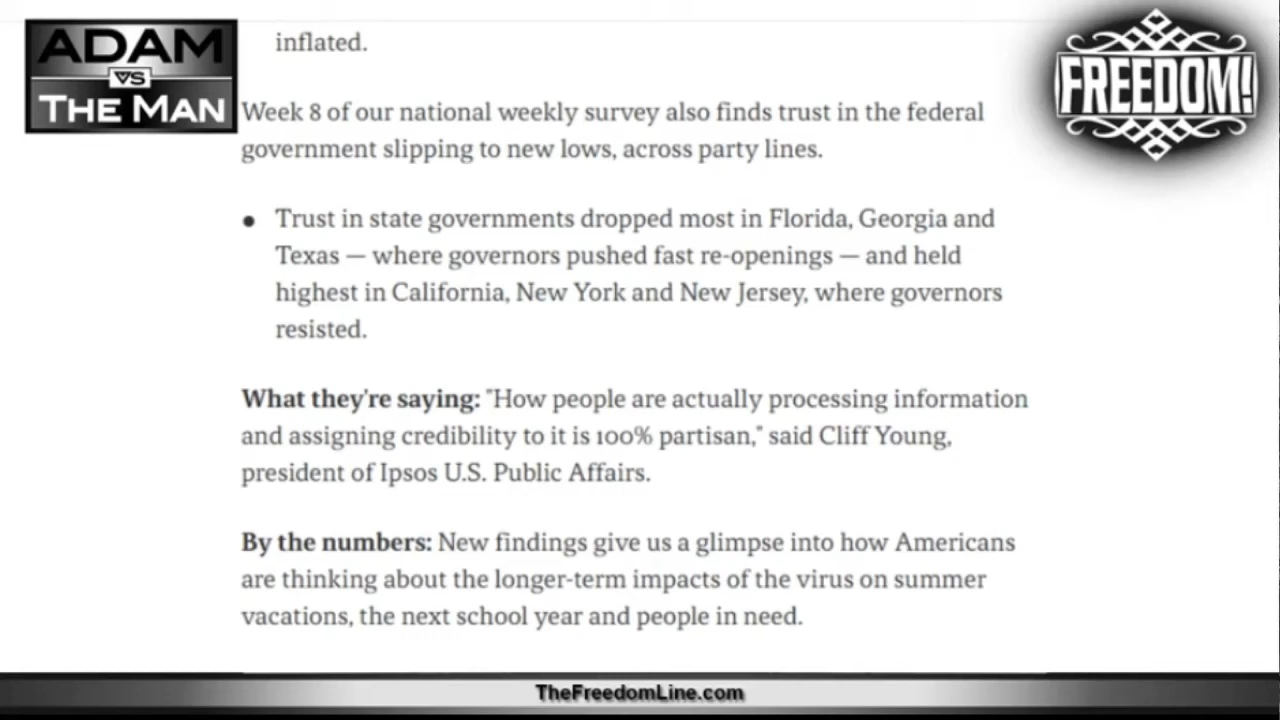 ADAM
VS
THE MAN
FREEDOM!
inflated.
Week 8 of our national weekly survey also finds trust in the federal
government slipping to new lows, across party lines.
• Trust in state governments dropped most in Florida, Georgia and
Texas — where governors pushed fast re-openings — and held
highest in California, New York and New Jersey, where governors
resisted.
What they're saying: "How people are actually processing information
and assigning credibility to it is 100% partisan," said Cliff Young,
president of Ipsos U.S. Public Affairs.
By the numbers: New findings give us a glimpse into how Americans
are thinking about the longer-term impacts of the virus on summer
vacations, the next school year and people in need.
TheFreedomLine.com